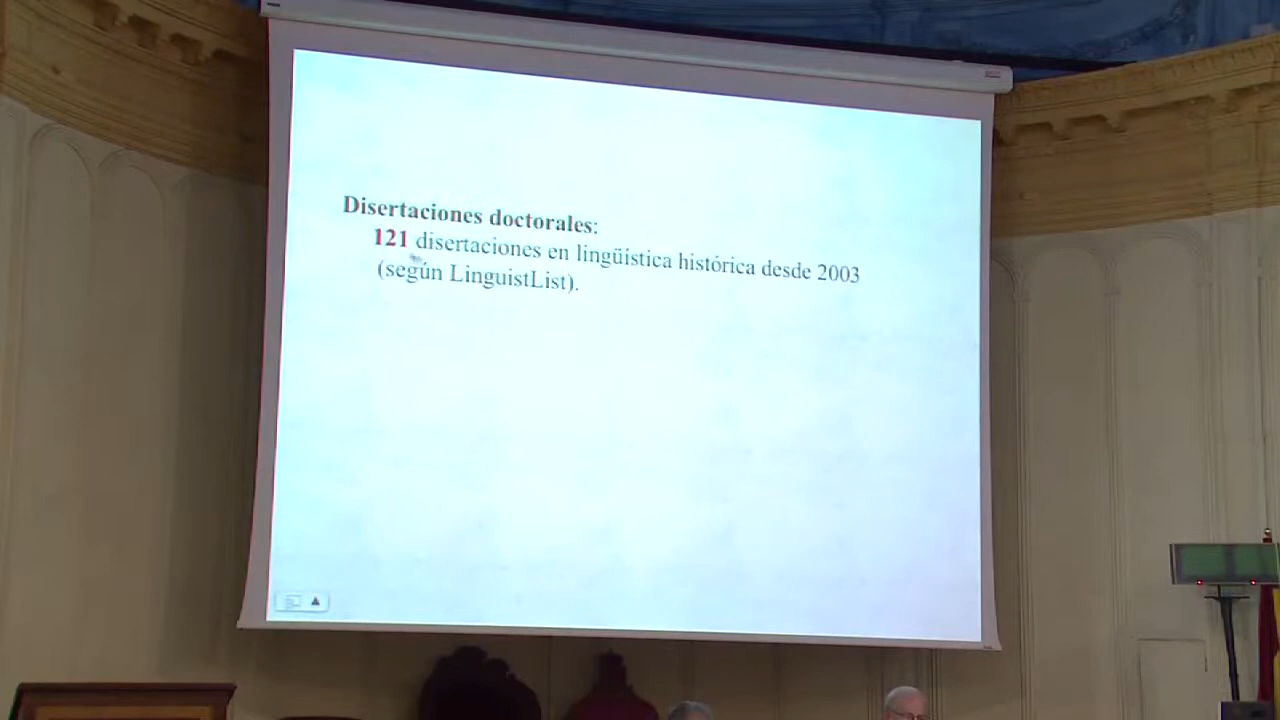 Disertaciones doctorales:
121 disertaciones en lingüística histórica desde 2003
(según LinguistList).